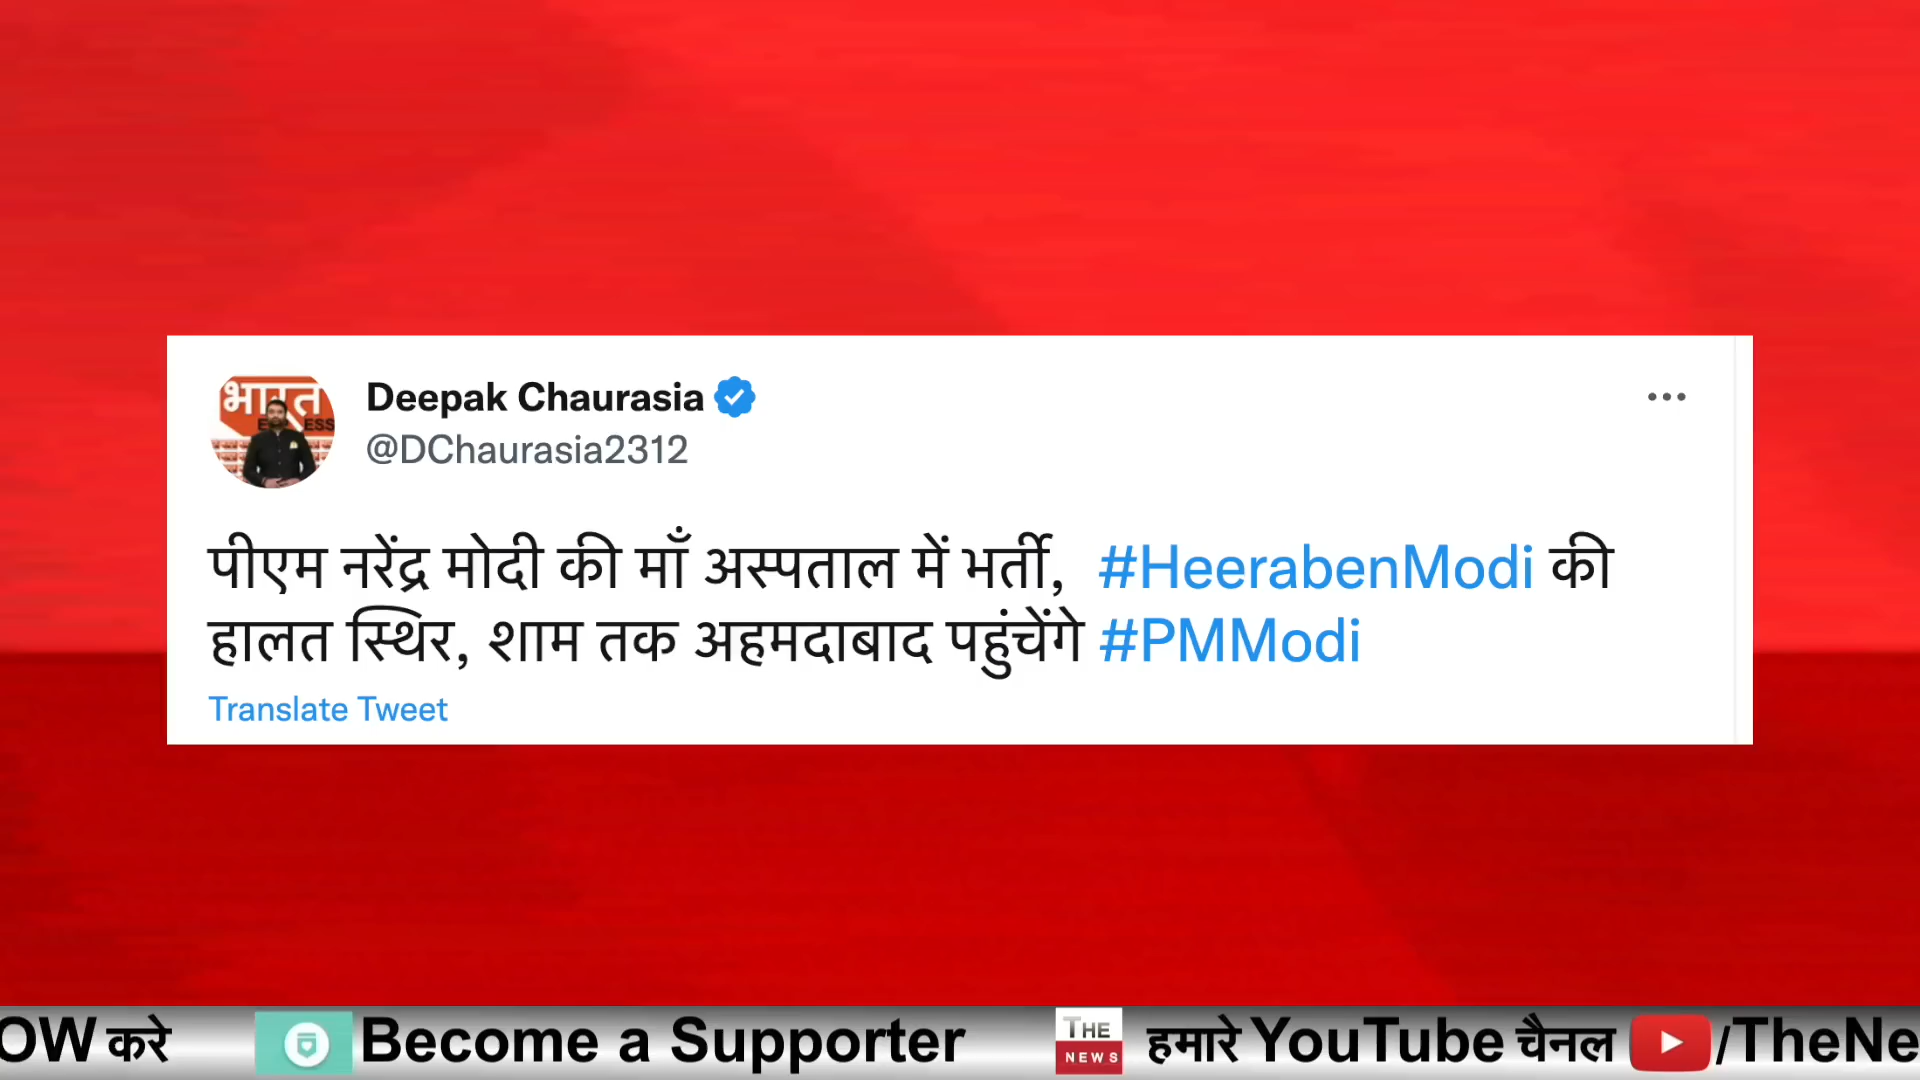 भारत
Deepak Chaurasia
@DChaurasia2312
पीएम नरेंद्र मोदी की माँ अस्पताल में भर्ती, #HeerabenModi की
हालत स्थिर, शाम तक अहमदाबाद पहुंचेंगे #PMModi
Translate Tweet
OW करे Become a Supporter THE NEWS हमारे YouTube चैनल /TheNe